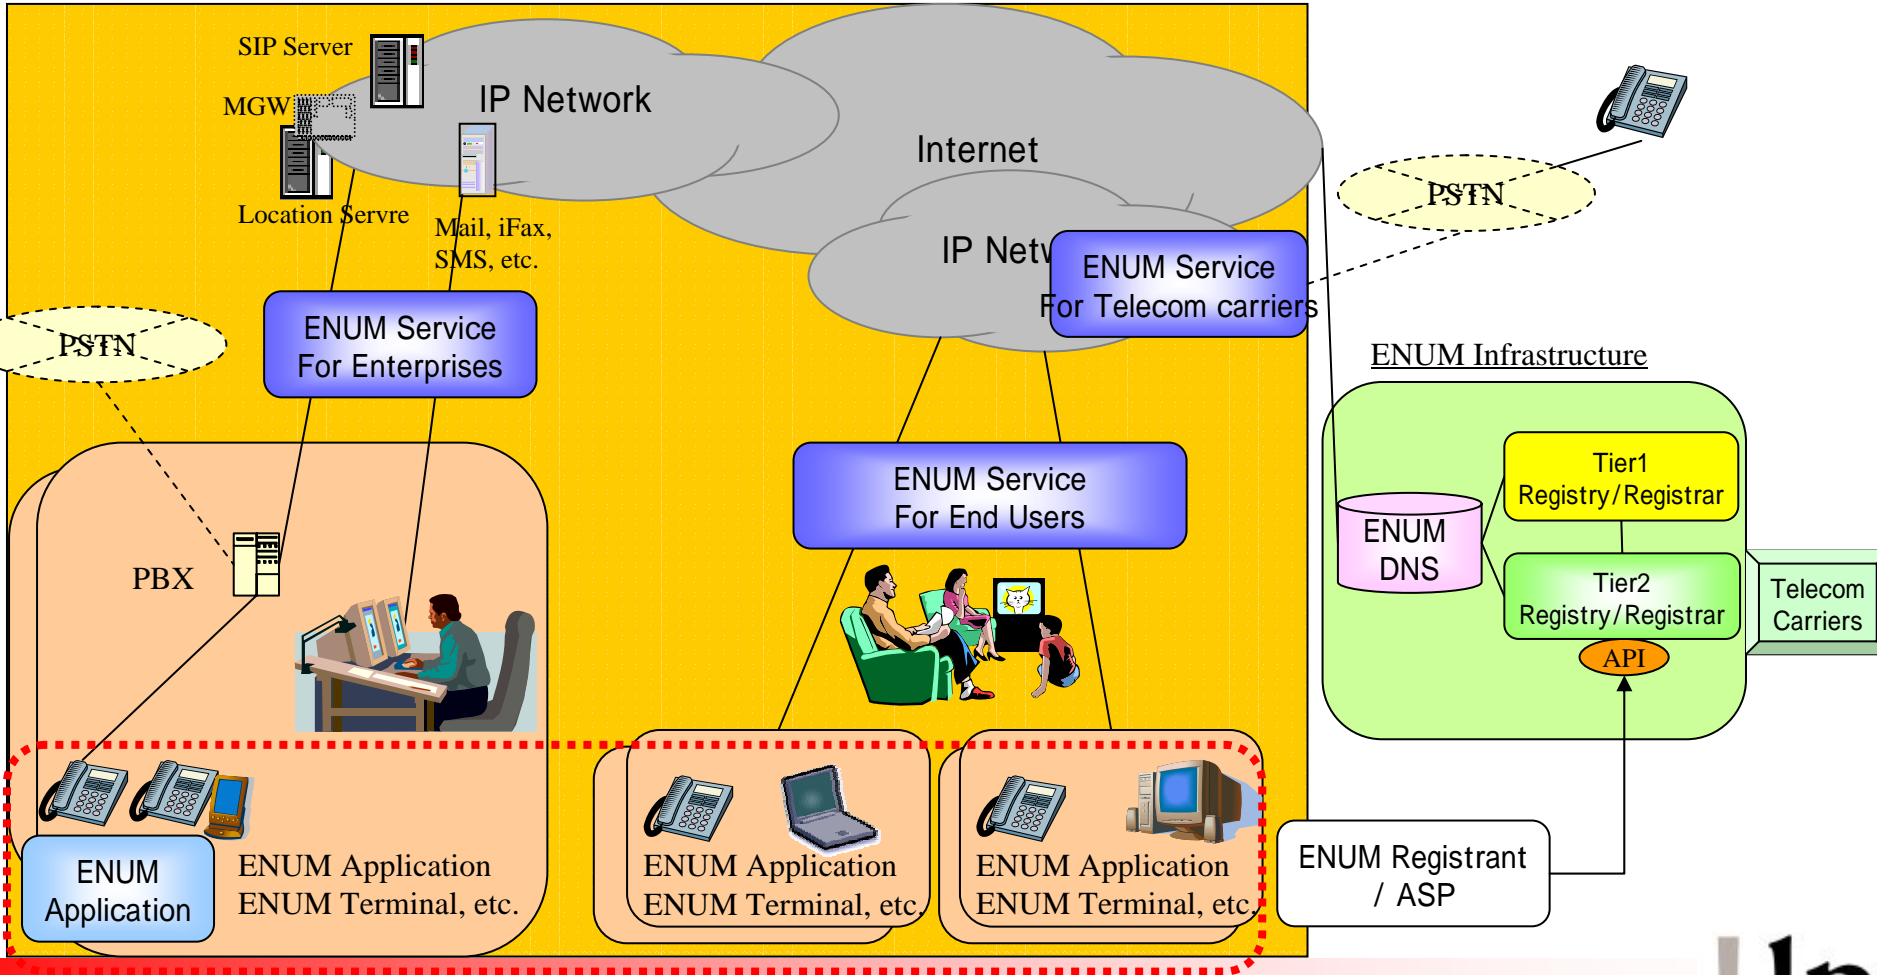 SIP Server
MGW
IP Network
Location Servre
Mail, iFax,
SMS, etc.
Internet
PSTN
ENUM Service
For Telecom carriers
PSTN
ENUM Service
For Enterprises
ENUM Infrastructure
ENUM Service
For End Users
Tier1
Registry/Registrar
ENUM
DNS
PBX
Tier2
Registry/Registrar
Telecom
Carriers
API
ENUM
Application
ENUM Application
ENUM Terminal, etc.
ENUM Application
ENUM Terminal, etc.
ENUM Application
ENUM Terminal, etc.
ENUM Registrant
/ ASP
IP